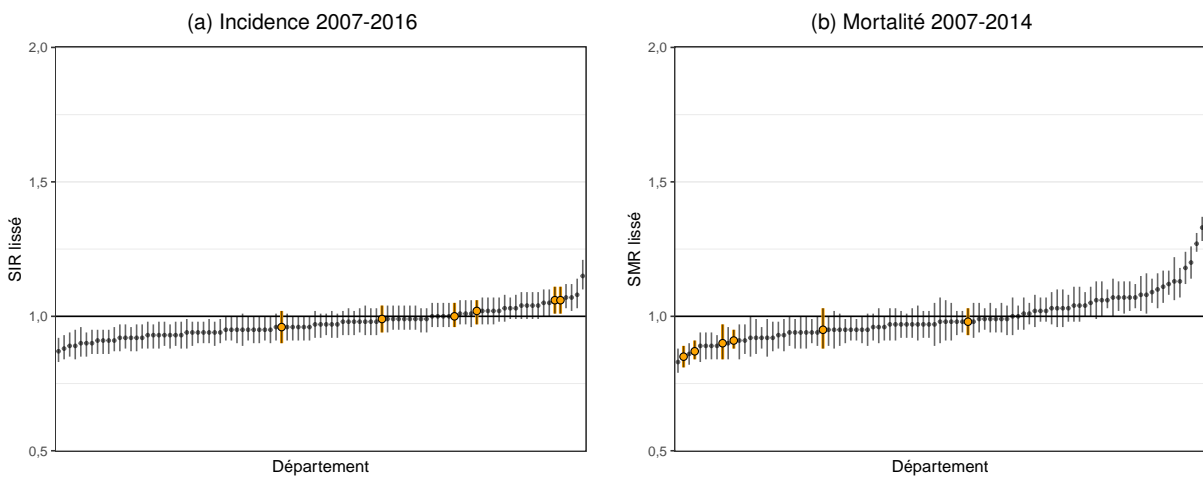 (a) Incidence 2007-2016
2,0
1,5
1,0
0,5
SIR lissé
Département
(b) Mortalité 2007-2014
2,0
1,5
1,0
0,5
SMR lissé
Département